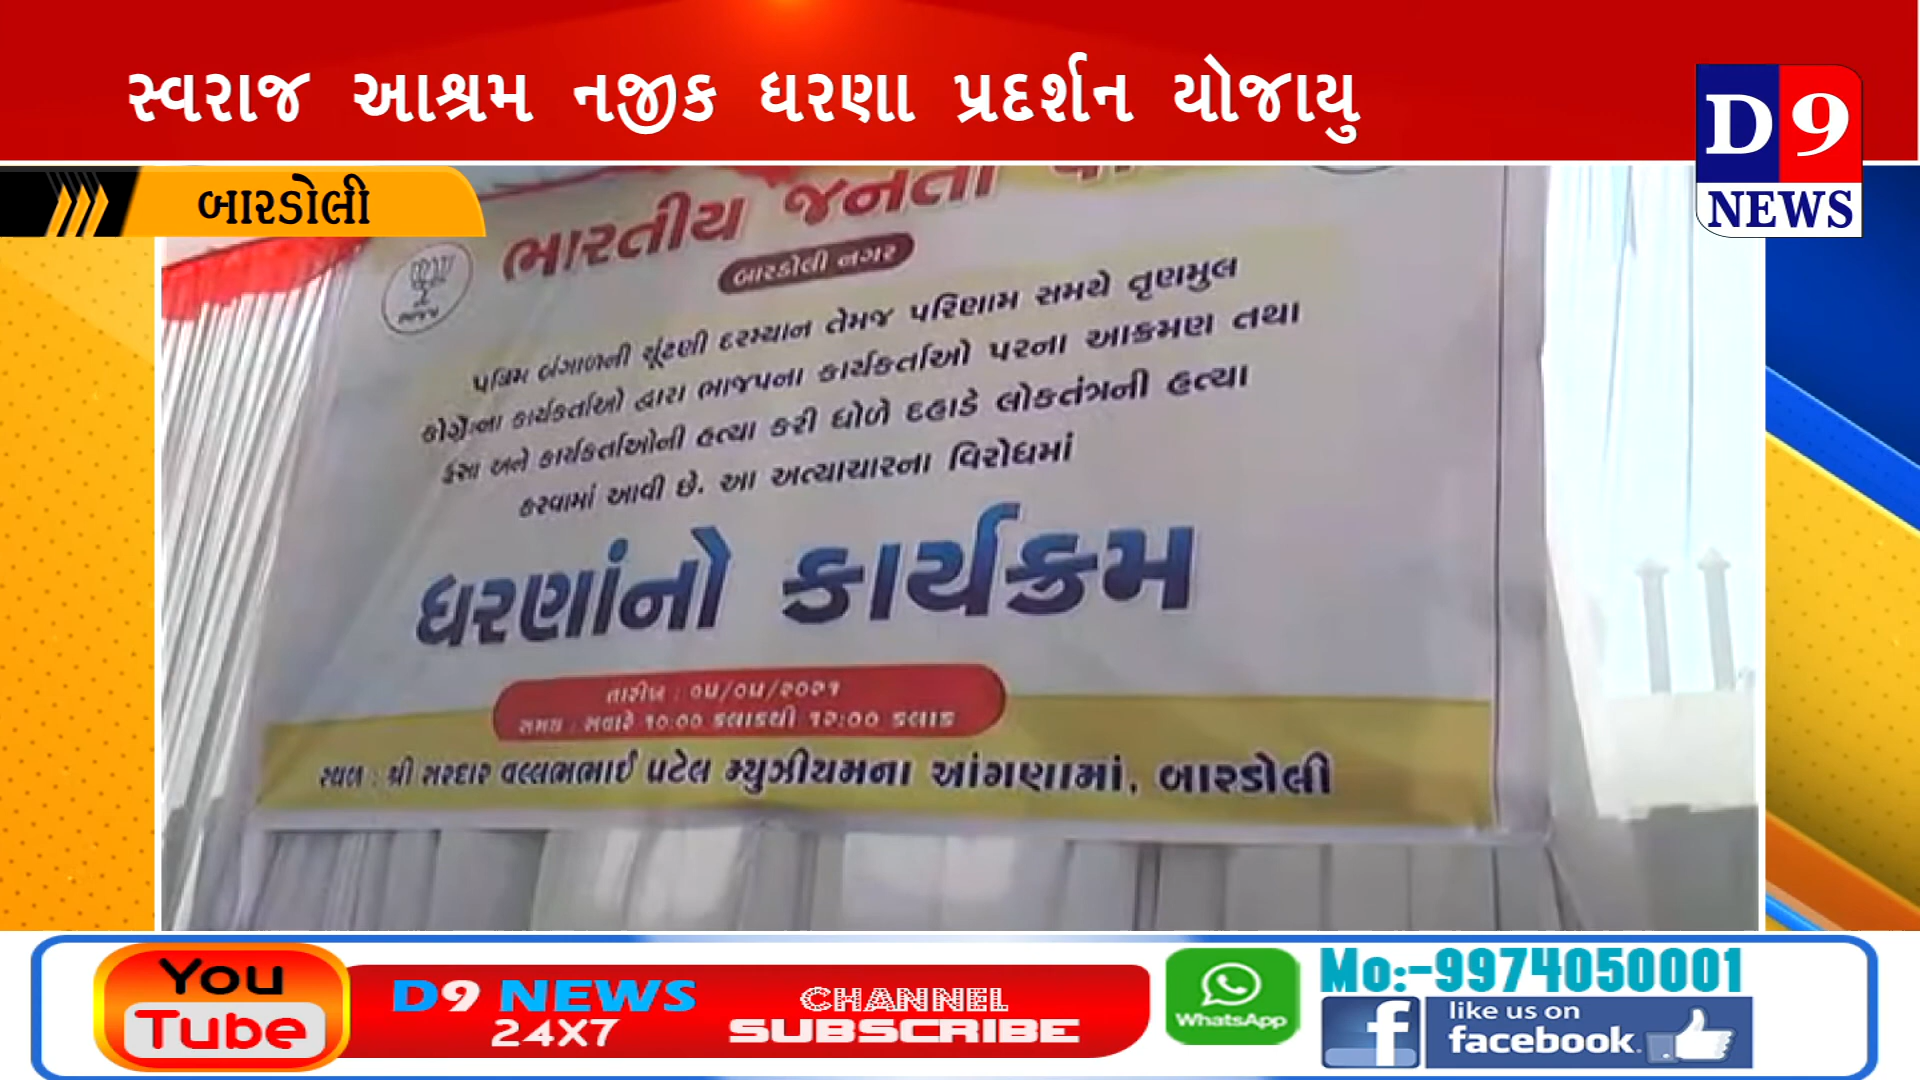 સ્વરાજ આશ્રમ નજીક ધરણા પ્રદર્શન યોજાયુ
D9
NEWS
બારડોલી
ભારતીય જનતા
બારડોલી નગર
ભાજપ
પશ્ચિમ બંગાળની ચૂંટણી દરમ્યાન તેમજ પરિણામ સમયે તૃણમુલ
કોંગ્રેસના કાર્યકર્તાઓ દ્વારા ભાજપના કાર્યકર્તાઓ પરના આક્રમણ તથા
અને કાર્યકર્તાઓની હત્યા કરી ધોળે દહાડે લોકતંત્રની હત્યા
કરવામાં આવી છે. આ અત્યાચારના વિરોધમાં
ધરણાંનો કાર્યક્રમ
તારીખ : ૦૫/૦૫/૨૦૨૧
સમય : સવારે ૧૦:૦૦ કલાકથી ૧૨:૦૦ કલાક
સ્થળ : શ્રી સરદાર વલ્લભભાઈ પટેલ મ્યુઝીયમના આંગણામાં, બારડોલી
You
Tube
D9 NEWS
24X7
CHANNEL
SUBSCRIBE
WhatsApp
Mo:-9974050001
f
like us on
facebook.